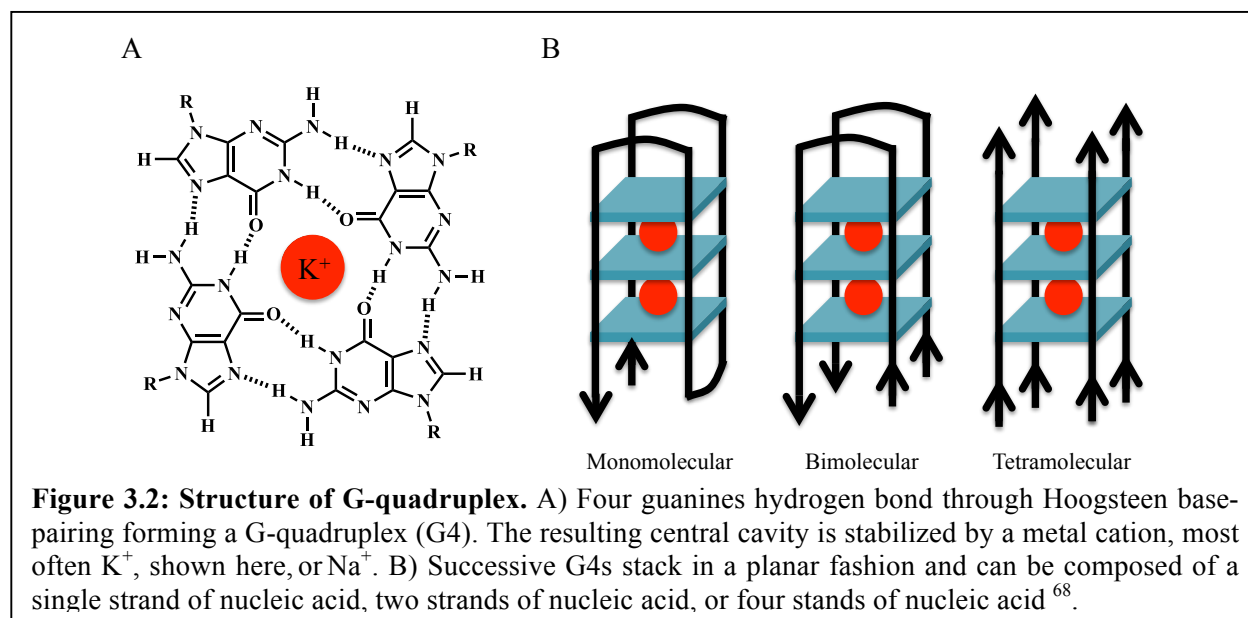 A B
R H
N N N H H
H N N N R
N H
O O N
H H N
H N N H H N H
K+
O H
N O H N N
R N N H H
N N N
H H R
Monomolecular Bimolecular Tetramolecular
Figure 3.2: Structure of G-quadruplex. A) Four guanines hydrogen bond through Hoogsteen base-
pairing forming a G-quadruplex (G4). The resulting central cavity is stabilized by a metal cation, most
often K+, shown here, or Na+. B) Successive G4s stack in a planar fashion and can be composed of a
single strand of nucleic acid, two strands of nucleic acid, or four stands of nucleic acid 68.